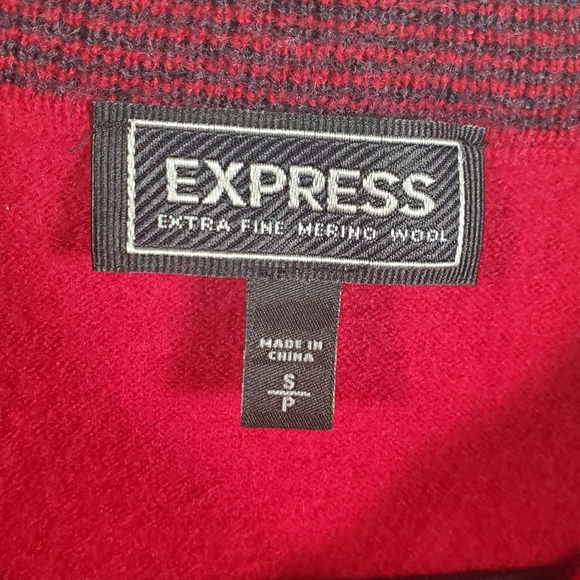 EXPRESS
EXTRA FINE MERINO WOOL
MADE IN
CHINA
S
P